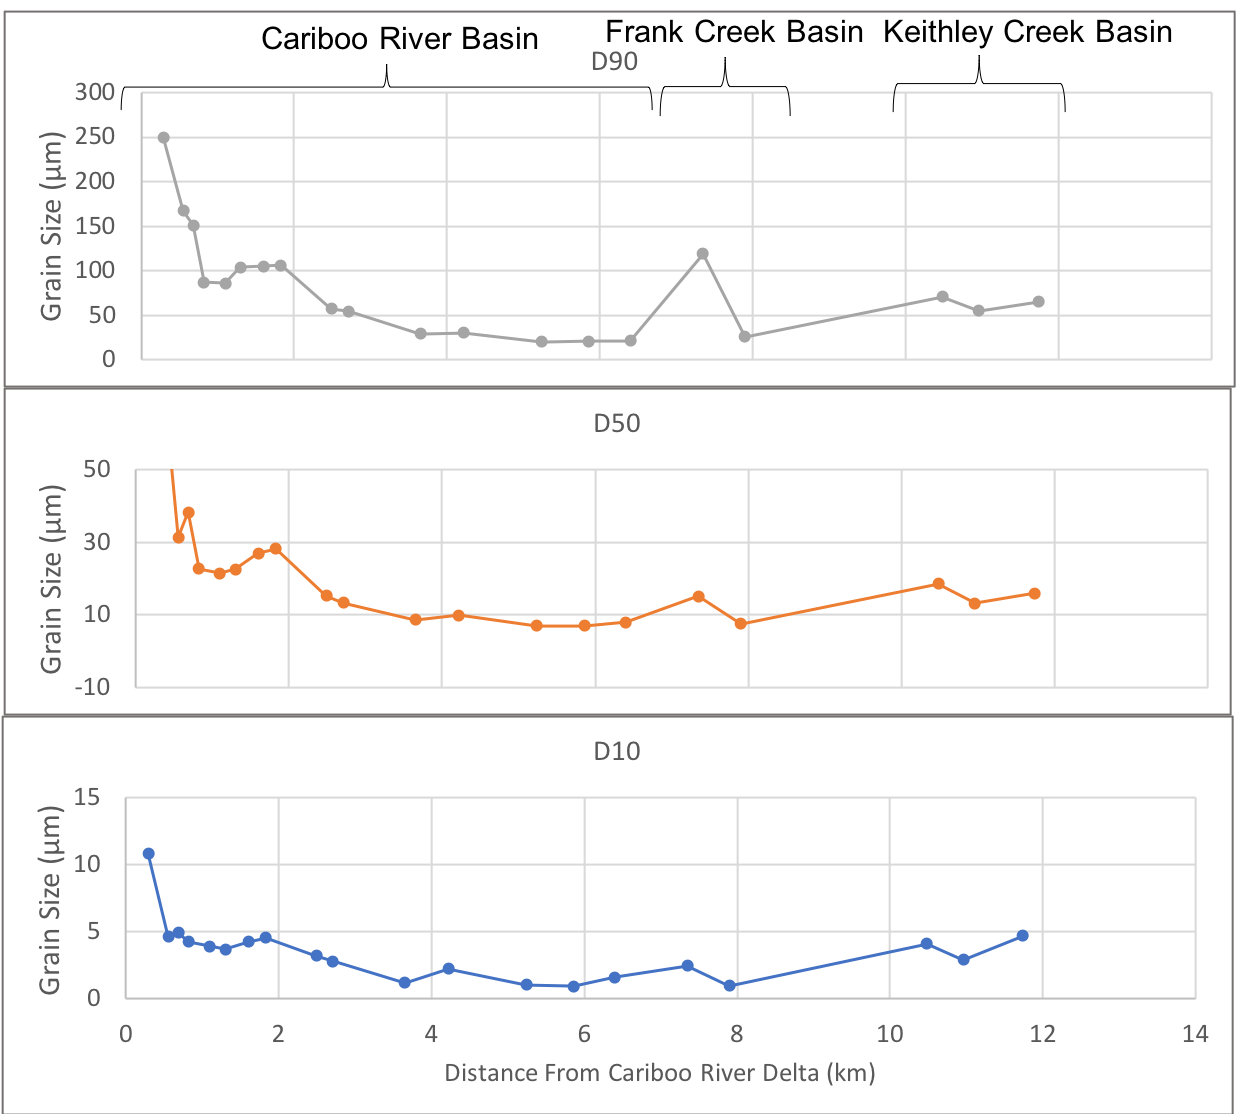 Cariboo River Basin
Frank Creek Basin
Keithley Creek Basin
D90
Grain Size (µm)
300
250
200
150
100
50
0
D50
Grain Size (µm)
50
30
10
-10
D10
Grain Size (µm)
15
10
5
0
0 2 4 6 8 10 12 14
Distance From Cariboo River Delta (km)